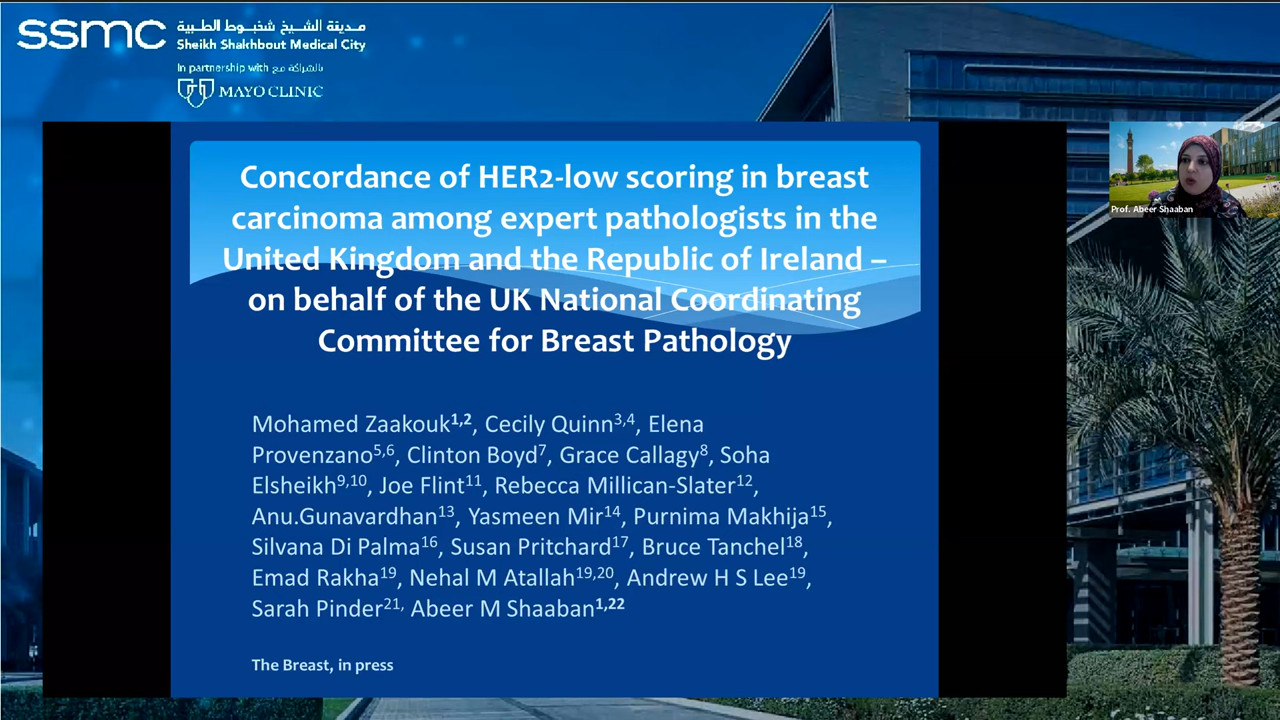 ssmc
مدينة الشيخ شخبوط الطبية
Sheikh Shakhbout Medical City
In partnership with بالشراكة مع
MAYO CLINIC
Concordance of HER2-low scoring in breast
carcinoma among expert pathologists in the
United Kingdom and the Republic of Ireland –
on behalf of the UK National Coordinating
Committee for Breast Pathology
Mohamed Zaakouk1,2, Cecily Quinn3,4, Elena
Provenzano5,6, Clinton Boyd7, Grace Callagy8, Soha
Elsheikh9,10, Joe Flint11, Rebecca Millican-Slater12,
Anu.Gunavardhan13, Yasmeen Mir14, Purnima Makhija15,
Silvana Di Palma16, Susan Pritchard17, Bruce Tanchel18,
Emad Rakha19, Nehal M Atallah19,20, Andrew H S Lee19,
Sarah Pinder21, Abeer M Shaaban1,22
The Breast, in press
Prof. Abeer Shaaban